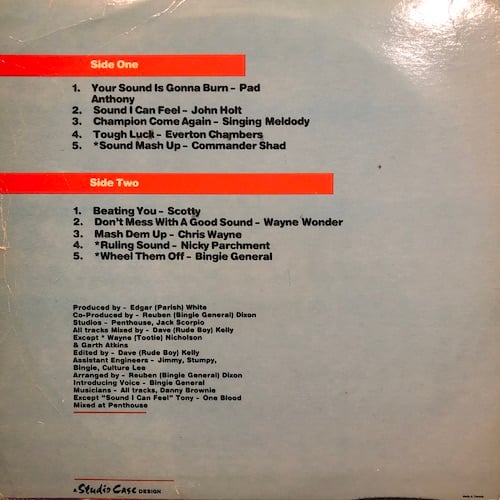 Side One
1. Your Sound Is Gonna Burn – Pad
Anthony
2. Sound I Can Feel – John Holt
3. Champion Come Again – Singing Meldody
4. Tough Luck – Everton Chambers
5. *Sound Mash Up – Commander Shad
Side Two
1. Beating You – Scotty
2. Don't Mess With A Good Sound – Wayne Wonder
3. Mash Dem Up – Chris Wayne
4. *Ruling Sound – Nicky Parchment
5. *Wheel Them Off – Bingie General
Produced by – Edgar (Parish) White
Co-Produced by – Reuben (Bingie General) Dixon
Studios – Penthouse, Jack Scorpio
All tracks Mixed by – Dave (Rude Boy) Kelly
Except * Wayne (Tootie) Nicholson
& Garth Atkins
Edited by – Dave (Rude Boy) Kelly
Assistant Engineers – Jimmy, Stumpy,
Bingie, Culture Lee
Arranged by – Reuben (Bingie General) Dixon
Introducing Voice – Bingie General
Musicians – All tracks, Danny Brownie
Except "Sound I Can Feel" Tony – One Blood
Mixed at Penthouse
A Studio Case DESIGN